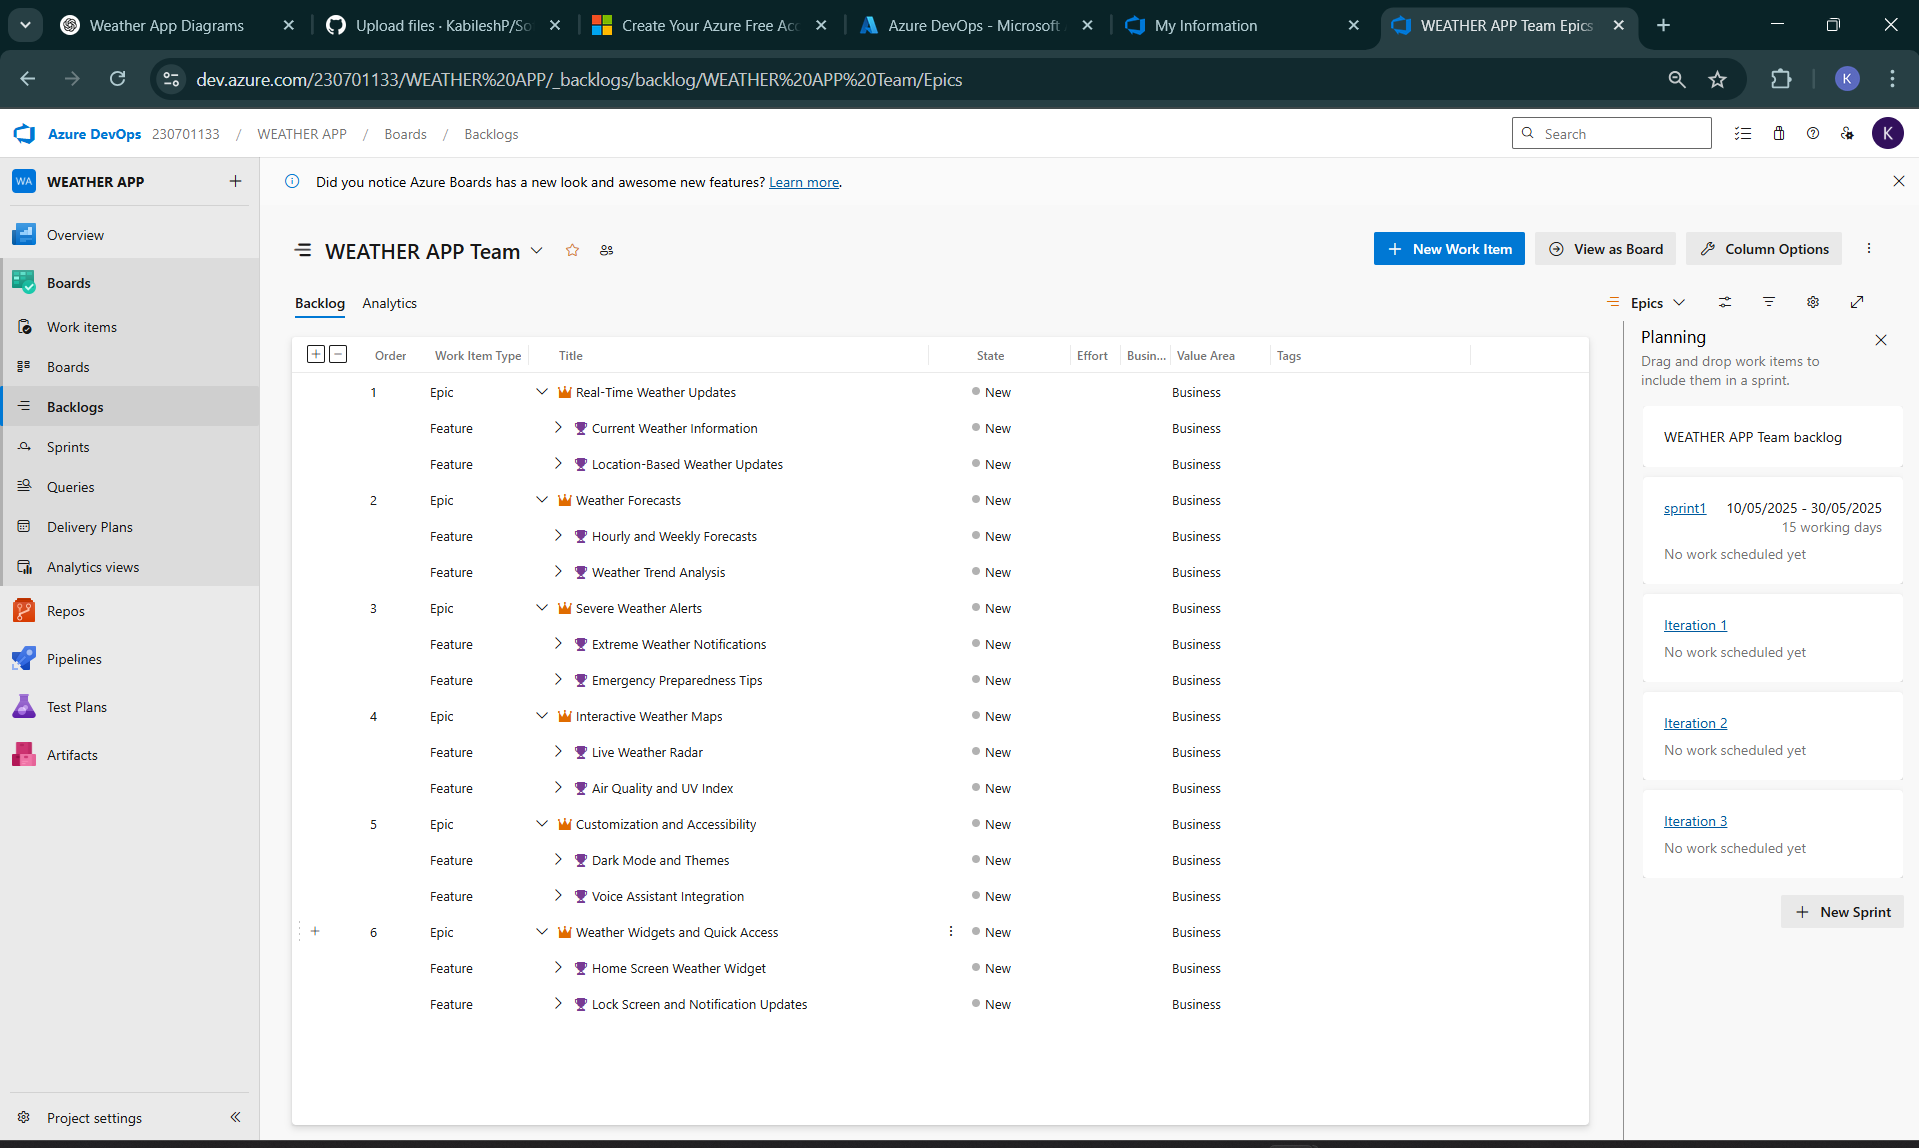 Weather App Diagrams
Upload files · KabileshP/So
Create Your Azure Free Acc
Azure DevOps - Microsoft A
My Information
WEATHER APP Team Epics
dev.azure.com/230701133/WEATHER%20APP/_backlogs/backlog/WEATHER%20APP%20Team/Epics
K
Azure DevOps 230701133 / WEATHER APP / Boards / Backlogs
Search
K
WA WEATHER APP
Did you notice Azure Boards has a new look and awesome new features? Learn more.
Overview
Boards
Work items
Boards
Backlogs
Sprints
Queries
Delivery Plans
Analytics views
Repos
Pipelines
Test Plans
Artifacts
Project settings
WEATHER APP Team
New Work Item
View as Board
Column Options
Backlog Analytics
Epics
Order Work Item Type Title State Effort Busin... Value Area Tags
1 Epic Real-Time Weather Updates New Business
Feature Current Weather Information New Business
Feature Location-Based Weather Updates New Business
2 Epic Weather Forecasts New Business
Feature Hourly and Weekly Forecasts New Business
Feature Weather Trend Analysis New Business
3 Epic Severe Weather Alerts New Business
Feature Extreme Weather Notifications New Business
Feature Emergency Preparedness Tips New Business
4 Epic Interactive Weather Maps New Business
Feature Live Weather Radar New Business
Feature Air Quality and UV Index New Business
5 Epic Customization and Accessibility New Business
Feature Dark Mode and Themes New Business
Feature Voice Assistant Integration New Business
6 Epic Weather Widgets and Quick Access New Business
Feature Home Screen Weather Widget New Business
Feature Lock Screen and Notification Updates New Business
Planning
Drag and drop work items to
include them in a sprint.
WEATHER APP Team backlog
sprint1 10/05/2025 - 30/05/2025
15 working days
No work scheduled yet
Iteration 1
No work scheduled yet
Iteration 2
No work scheduled yet
Iteration 3
No work scheduled yet
New Sprint